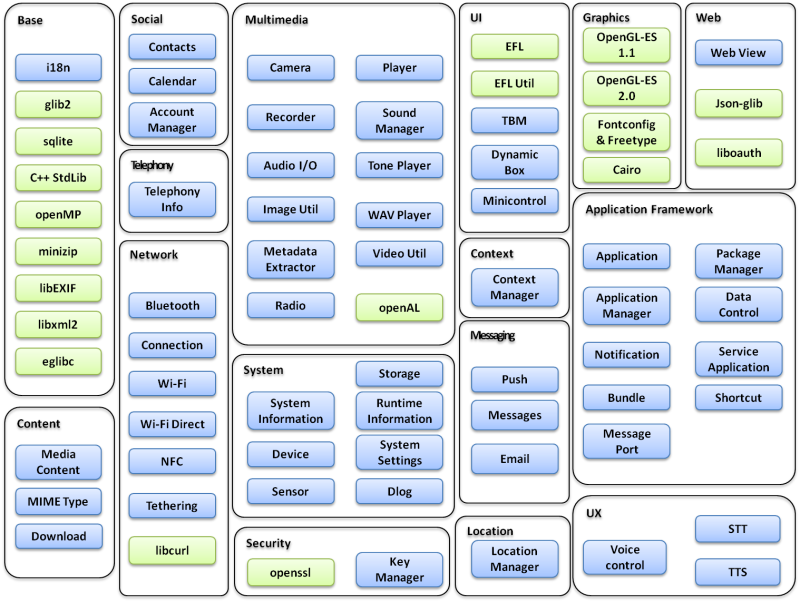 Base
i18n
glib2
sqlite
C++ StdLib
openMP
minizip
libEXIF
libxml2
eglibc
Content
Media
Content
MIME Type
Download
Social
Contacts
Calendar
Account
Manager
Telephony
Telephony
Info
Network
Bluetooth
Connection
Wi-Fi
Wi-Fi Direct
NFC
Tethering
libcurl
Multimedia
Camera
Player
Recorder
Sound
Manager
Audio I/O
Tone Player
Image Util
WAV Player
Metadata
Extractor
Video Util
Radio
openAL
System
Storage
System
Information
Runtime
Information
Device
System
Settings
Sensor
Dlog
Security
openssl
Key
Manager
UI
EFL
EFL Util
TBM
Dynamic
Box
Minicontrol
Context
Context
Manager
Messaging
Push
Messages
Email
Location
Location
Manager
Graphics
OpenGL-ES
1.1
OpenGL-ES
2.0
Fontconfig
& Freetype
Cairo
Web
Web View
Json-glib
liboauth
Application Framework
Application
Package
Manager
Application
Manager
Data
Control
Notification
Service
Application
Bundle
Shortcut
Message
Port
UX
Voice
control
STT
TTS